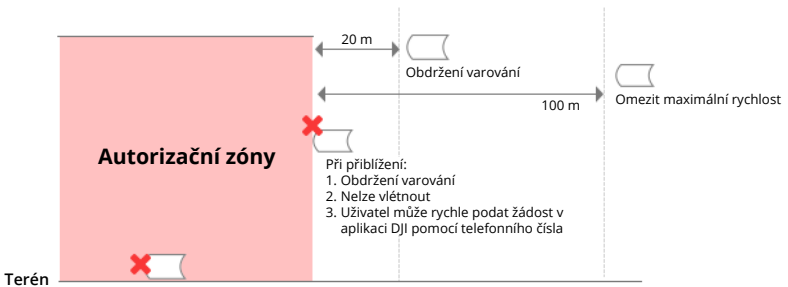 20 m
Obdržení varování
100 m
Omezit maximální rychlost
Autorizační zóny
Při přiblížení:
1. Obdržení varování
2. Nelze vlétnout
3. Uživatel může rychle podat žádost v
aplikaci DJI pomocí telefonního čísla
Terén